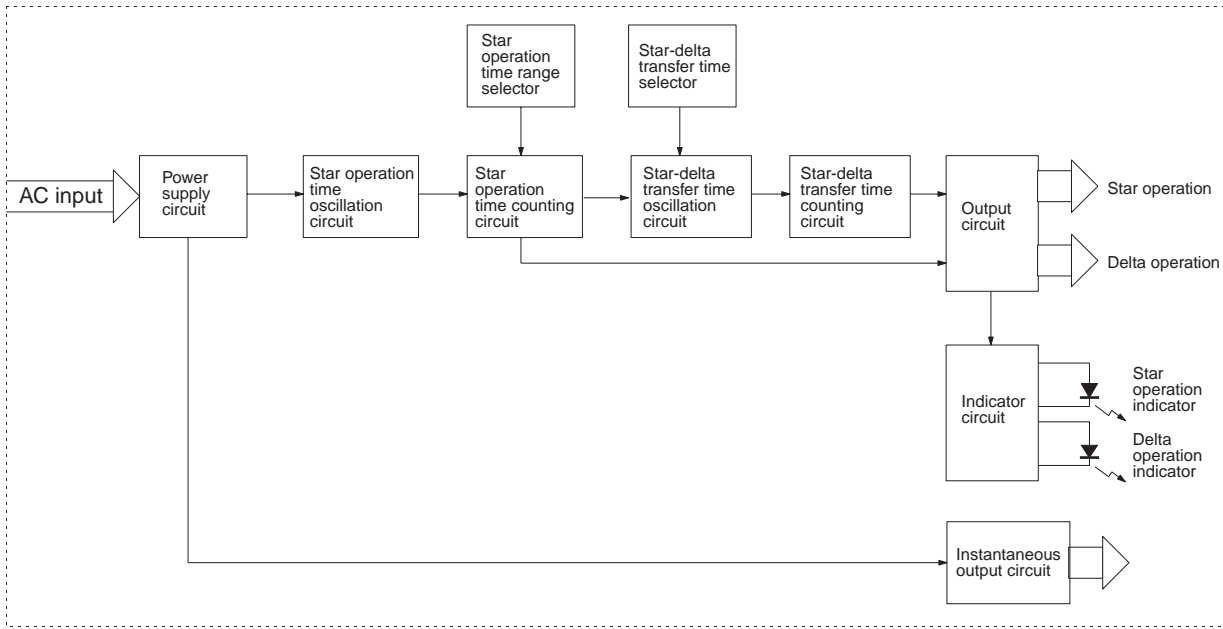 Star
operation
time range
selector
Star-delta
transfer time
selector
AC input
Power
supply
circuit
Star operation
time
oscillation
circuit
Star
operation
time counting
circuit
Star-delta
transfer time
oscillation
circuit
Star-delta
transfer time
counting
circuit
Output
circuit
Star operation
Delta operation
Indicator
circuit
Star
operation
indicator
Delta
operation
indicator
Instantaneous
output circuit